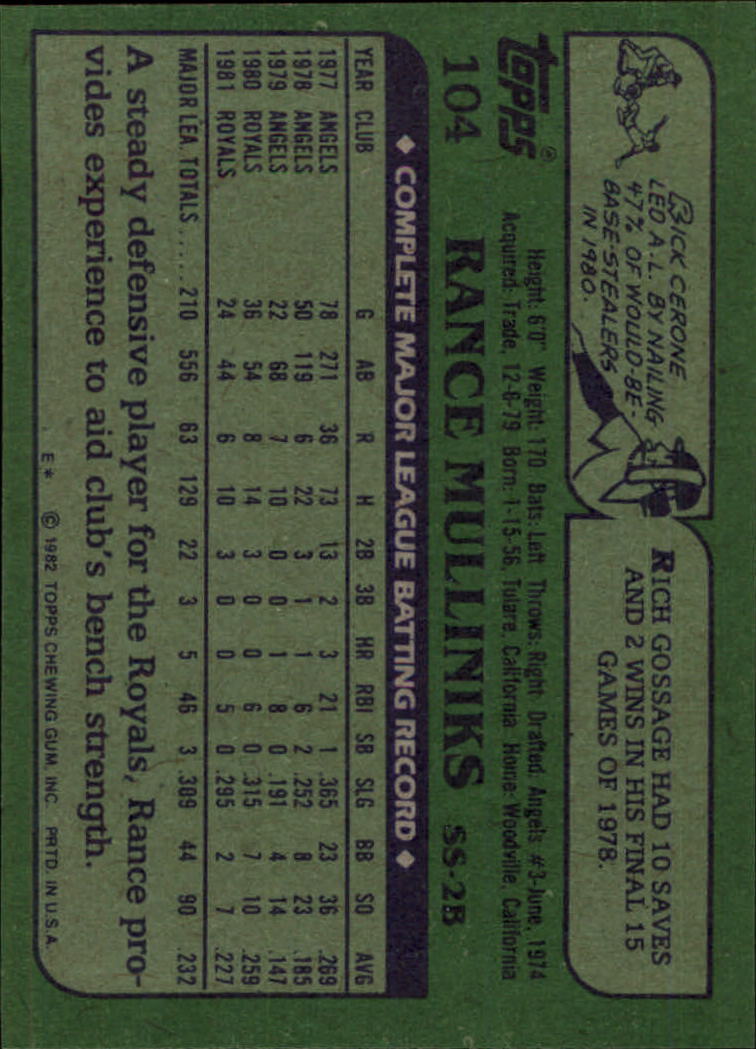 RICK CERONE
LED A.L. BY NAILING
47% OF WOULD-BE-
BASE-STEALERS
IN 1980.
RICH GOSSAGE HAD 10 SAVES
AND 2 WINS IN HIS FINAL 15
GAMES OF 1978.
Topps®
Height: 6'0" Weight: 170 Bats: Left Throws: Right Drafted: Angels #3-June, 1974
Acquired: Trade, 12-6-79 Born: 1-15-56, Tulare, California Home: Woodville, California
104 RANCE MULLINIKS SS-2B
◆ COMPLETE MAJOR LEAGUE BATTING RECORD ◆
YEAR CLUB G AB R H 2B 3B HR RBI SB SLG BB SO AVG
1977 ANGELS 78 271 36 73 13 2 3 21 1 .365 23 36 .269
1978 ANGELS 50 119 6 22 3 1 1 6 2 .252 8 23 .185
1979 ANGELS 22 68 7 10 0 0 1 8 0 .191 4 14 .147
1980 ROYALS 36 54 8 14 3 0 0 6 0 .315 7 10 .259
1981 ROYALS 24 44 6 10 3 0 0 5 0 .295 2 7 .227
MAJOR LEA. TOTALS..... 210 556 63 129 22 3 5 46 3 .389 44 90 .232
A steady defensive player for the Royals, Rance pro-
vides experience to aid club's bench strength.
E* © 1982 TOPPS CHEWING GUM, INC. PRTD. IN U.S.A.